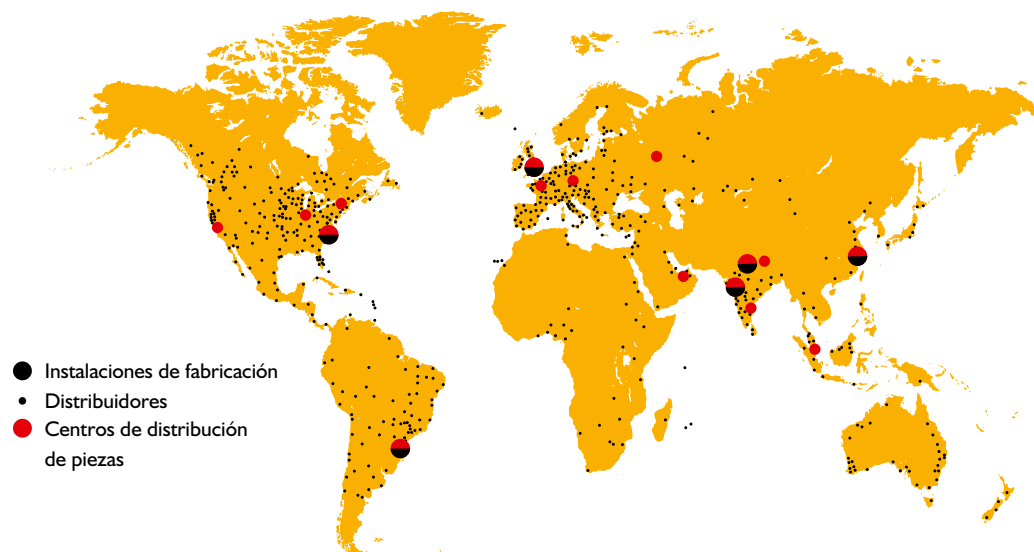 Instalaciones de fabricación
Distribuidores
Centros de distribución
de piezas